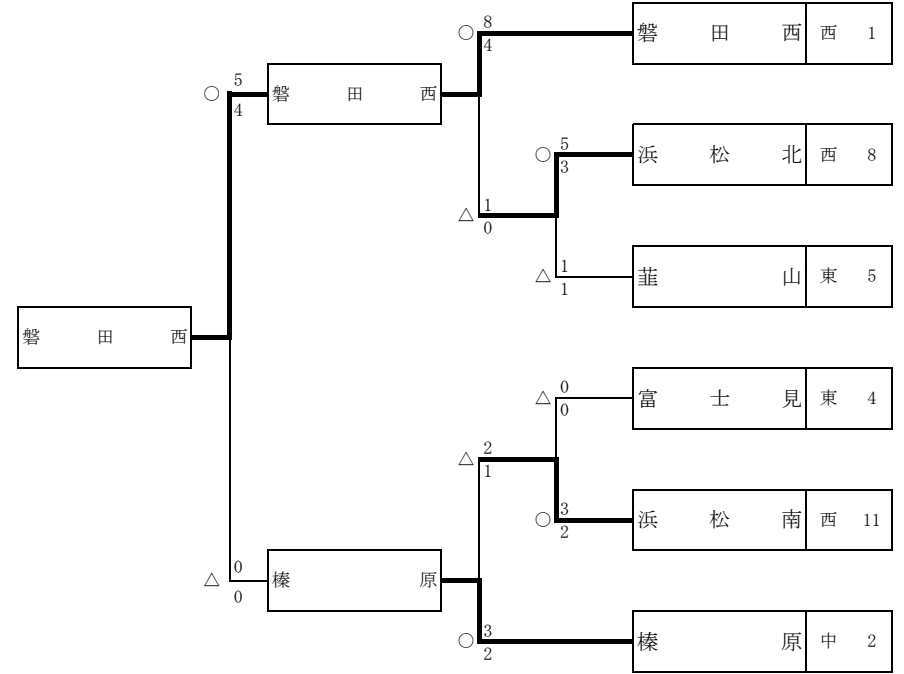 ○ 8 磐田西 西 1
4
○ 5 磐田西
4
○ 5 浜松北 西 8
3
△ 1
0
△ 1 韮山 東 5
1
磐田西
△ 0 富士見 東 4
0
△ 2
1
○ 3 浜松南 西 11
2
△ 0 榛原
0
○ 3 榛原 中 2
2